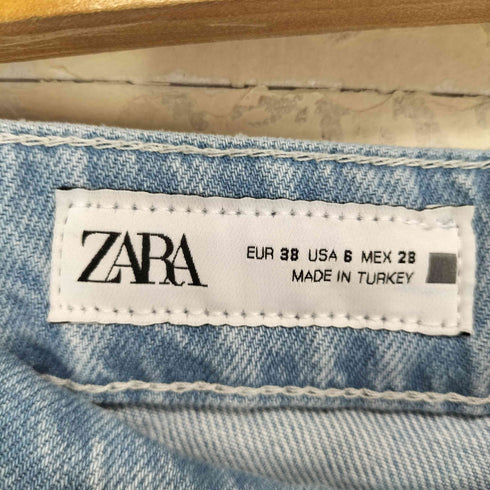 ZARA
EUR 38 USA 6 MEX 28
MADE IN TURKEY